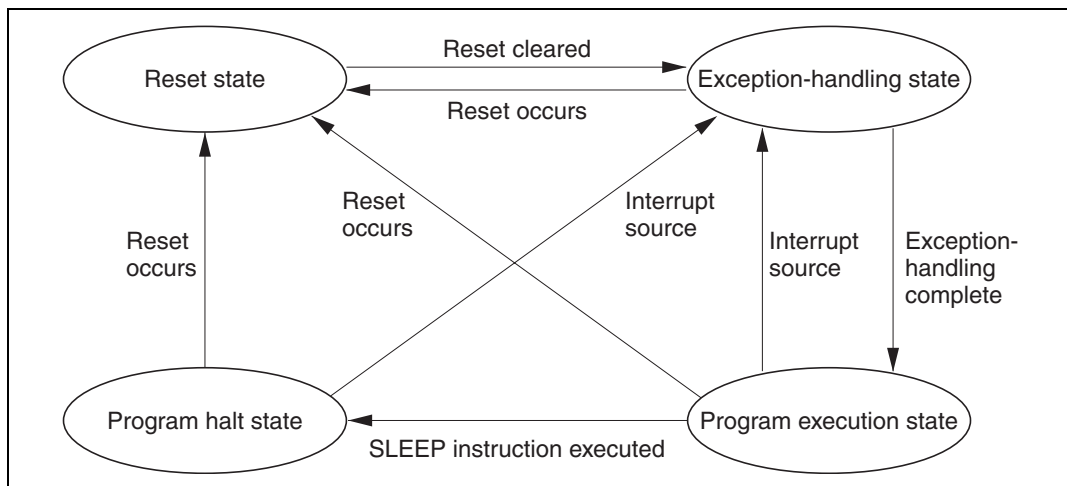 Reset cleared
Reset state
Exception-handling state
Reset occurs
Reset
occurs
Interrupt
source
Reset
occurs
Interrupt
source
Exception-
handling
complete
Program halt state
Program execution state
SLEEP instruction executed